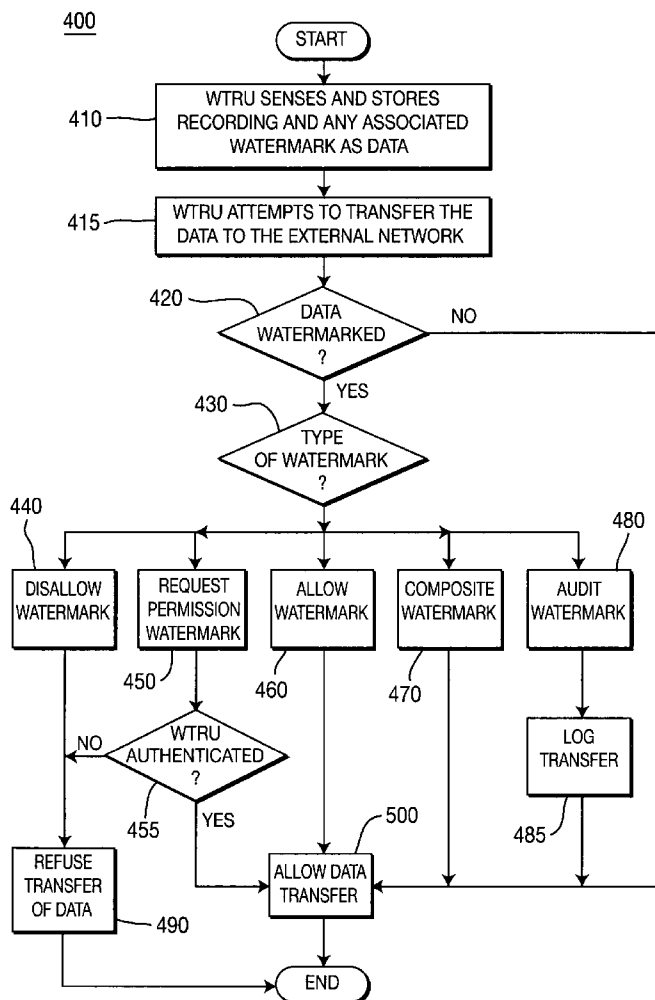 400
START
410
WTRU SENSES AND STORES
RECORDING AND ANY ASSOCIATED
WATERMARK AS DATA
415
WTRU ATTEMPTS TO TRANSFER THE
DATA TO THE EXTERNAL NETWORK
420
DATA
WATERMARKED
?
NO
YES
430
TYPE
OF WATERMARK
?
440
DISALLOW
WATERMARK
REQUEST
PERMISSION
WATERMARK
450
ALLOW
WATERMARK
460
COMPOSITE
WATERMARK
470
480
AUDIT
WATERMARK
NO
WTRU
AUTHENTICATED
?
455
YES
LOG
TRANSFER
485
REFUSE
TRANSFER
OF DATA
490
500
ALLOW DATA
TRANSFER
END